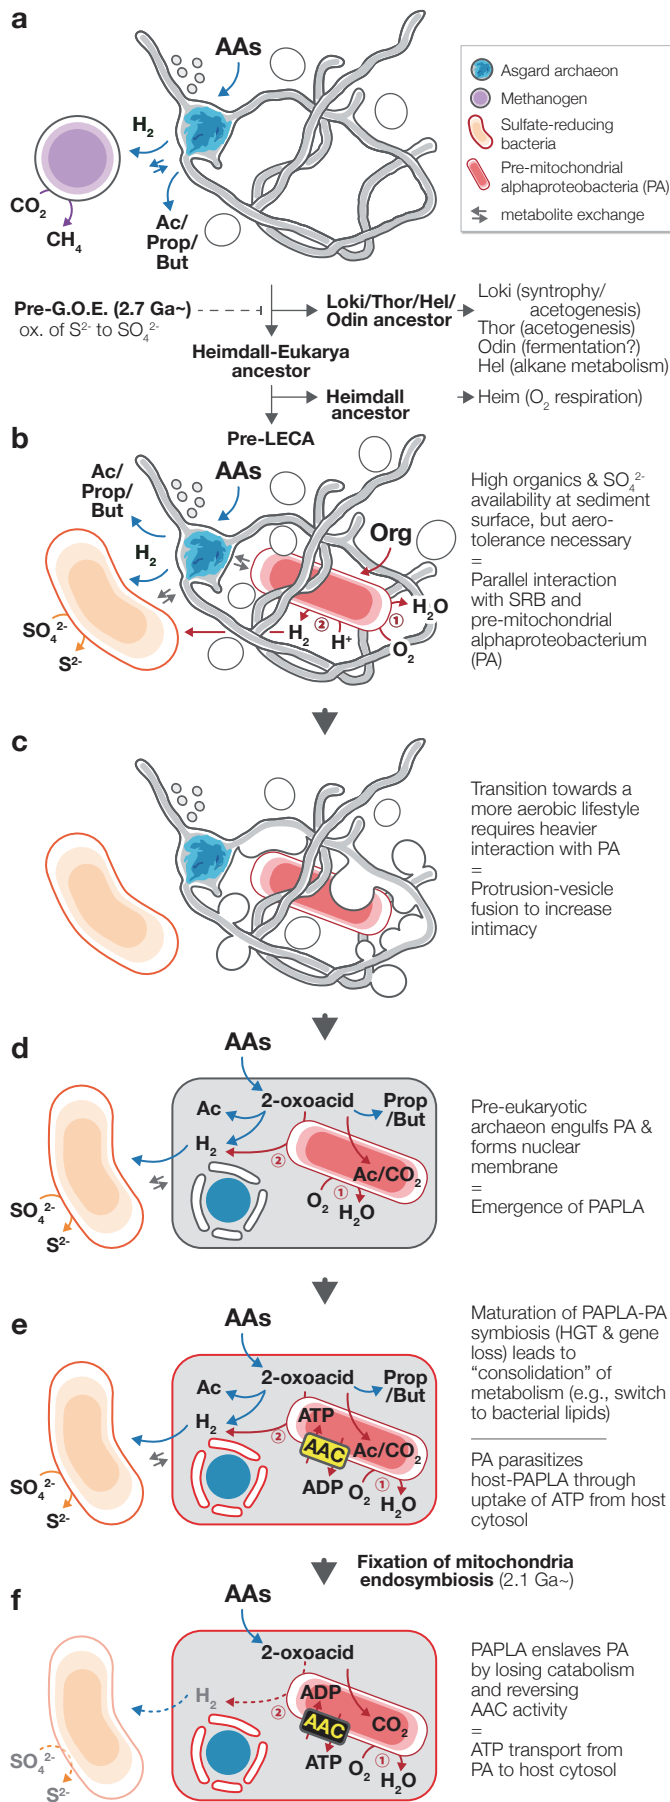 a
AAs
H2
CO2
CH4
Ac/
Prop/
But
Asgard archaeon
Methanogen
Sulfate-reducing
bacteria
Pre-mitochondrial
alphaproteobacteria (PA)
metabolite exchange
Pre-G.O.E. (2.7 Ga~)
ox. of S2- to SO42-
Loki/Thor/Hel/
Odin ancestor
Loki (syntrophy/
acetogenesis)
Thor (acetogenesis)
Odin (fermentation?)
Hel (alkane metabolism)
Heimdall-Eukarya
ancestor
Heimdall
ancestor
Heim (O2 respiration)
Pre-LECA
b
Ac/
Prop/
But
AAs
H2
Org
SO42-
S2-
H2
②
H+
①
H2O
O2
High organics & SO42-
availability at sediment
surface, but aero-
tolerance necessary
=
Parallel interaction
with SRB and
pre-mitochondrial
alphaproteobacterium
(PA)
c
Transition towards a
more aerobic lifestyle
requires heavier
interaction with PA
=
Protrusion-vesicle
fusion to increase
intimacy
d
AAs
2-oxoacid
Ac
Prop
/But
H2
②
Ac/CO2
O2
①
H2O
SO42-
S2-
Pre-eukaryotic
archaeon engulfs PA &
forms nuclear
membrane
=
Emergence of PAPLA
e
AAs
2-oxoacid
Ac
Prop
/But
H2
②
ATP
AAC
Ac/CO2
ADP
O2
①
H2O
SO42-
S2-
Maturation of PAPLA-PA
symbiosis (HGT & gene
loss) leads to
“consolidation” of
metabolism (e.g., switch
to bacterial lipids)
PA parasitizes
host-PAPLA through
uptake of ATP from host
cytosol
Fixation of mitochondria
endosymbiosis (2.1 Ga~)
f
AAs
2-oxoacid
H2
②
ADP
AAC
CO2
ATP
O2
①
H2O
SO42-
S2-
PAPLA enslaves PA
by losing catabolism
and reversing
AAC activity
=
ATP transport from
PA to host cytosol